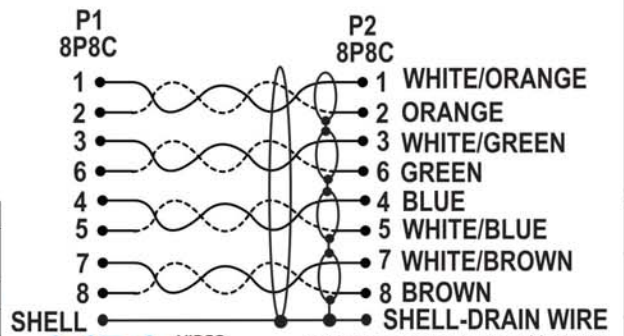 P1
8P8C
P2
8P8C
1 1 WHITE/ORANGE
2 2 ORANGE
3 3 WHITE/GREEN
6 6 GREEN
4 4 BLUE
5 5 WHITE/BLUE
7 7 WHITE/BROWN
8 8 BROWN
SHELL SHELL-DRAIN WIRE